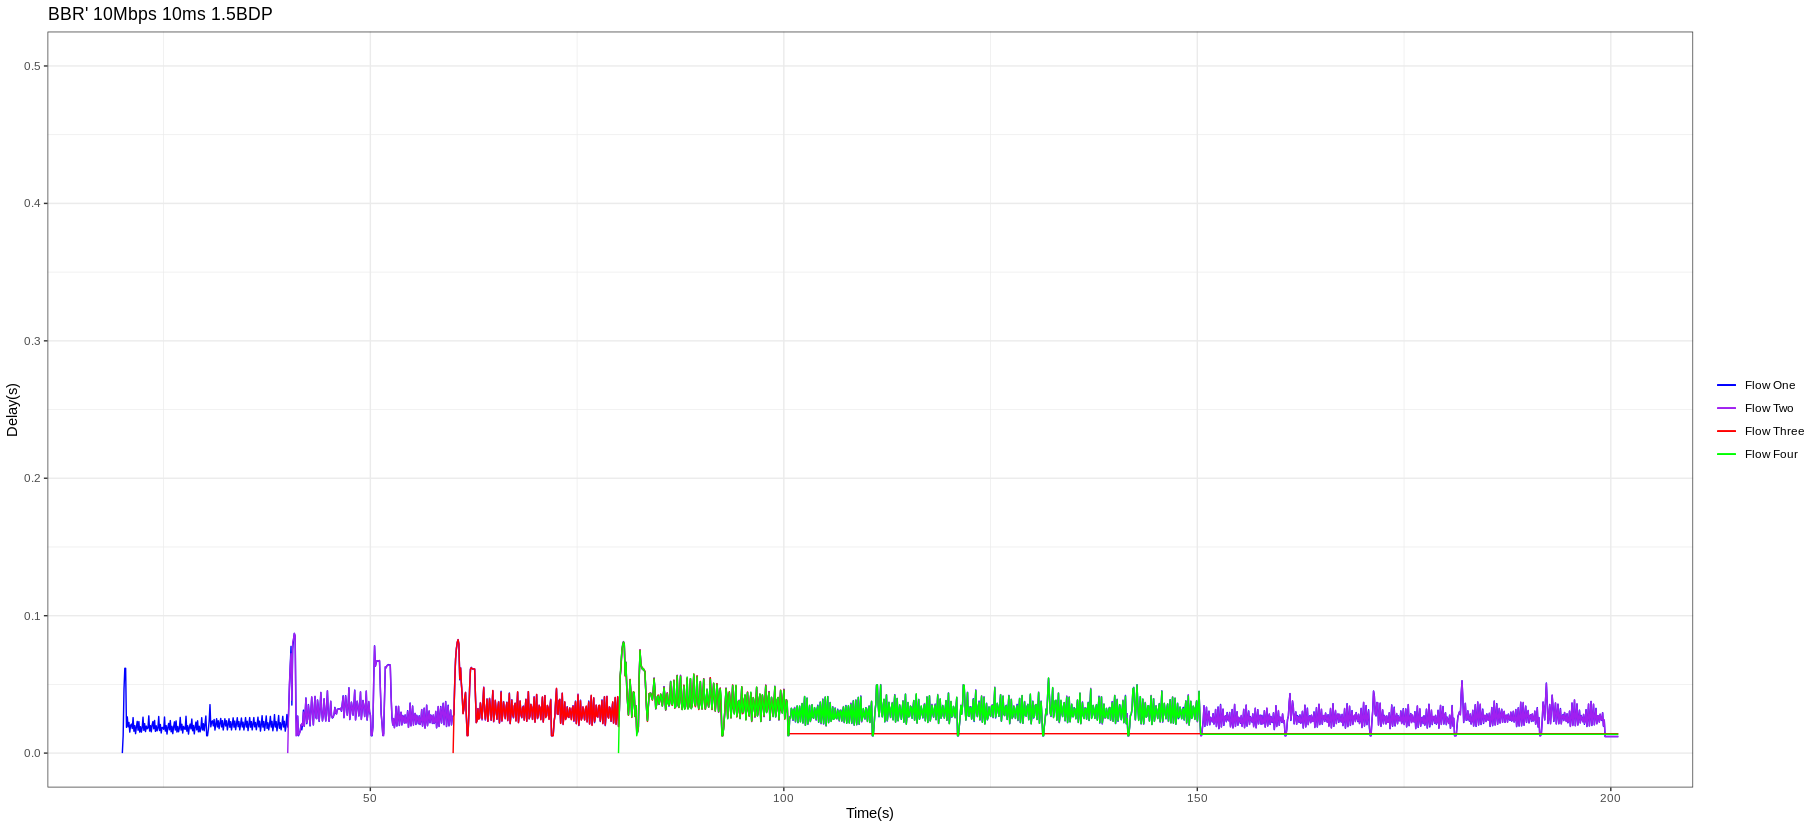 BBR' 10Mbps 10ms 1.5BDP
0.5
0.4
0.3
0.2
0.1
0.0
Delay(s)
50
100
150
200
Time(s)
Flow One
Flow Two
Flow Three
Flow Four